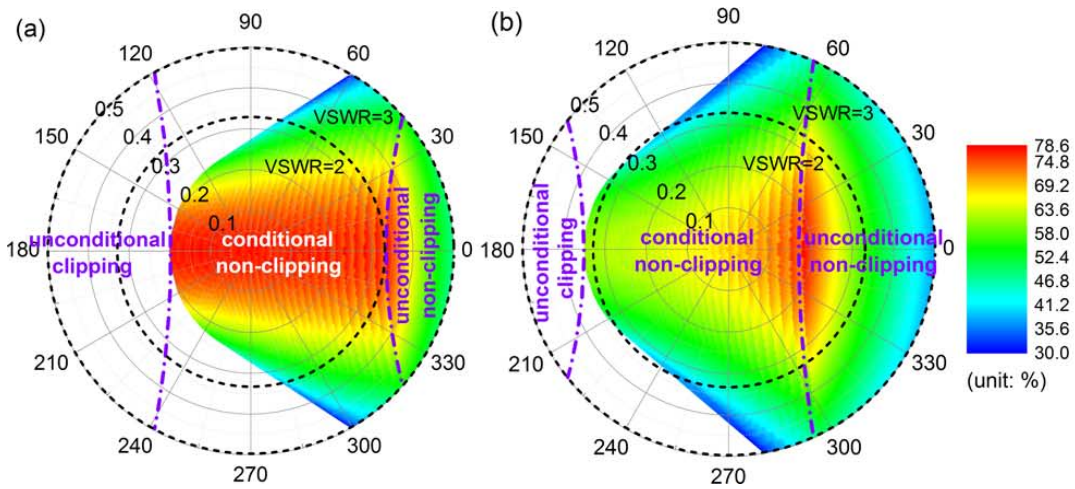 (a)
90
120
60
0.5
VSWR=3
150
0.4
30
0.3
VSWR=2
0.2
0.1
180
unconditional
clipping
conditional
non-clipping
unconditional
non-clipping
0
210
330
240
300
270
(b)
90
120
60
0.5
VSWR=3
150
0.4
30
0.3
VSWR=2
0.2
0.1
180
unconditional
clipping
conditional
non-clipping
unconditional
non-clipping
0
210
330
240
300
270
78.6
74.8
69.2
63.6
58.0
52.4
46.8
41.2
35.6
30.0
(unit: %)